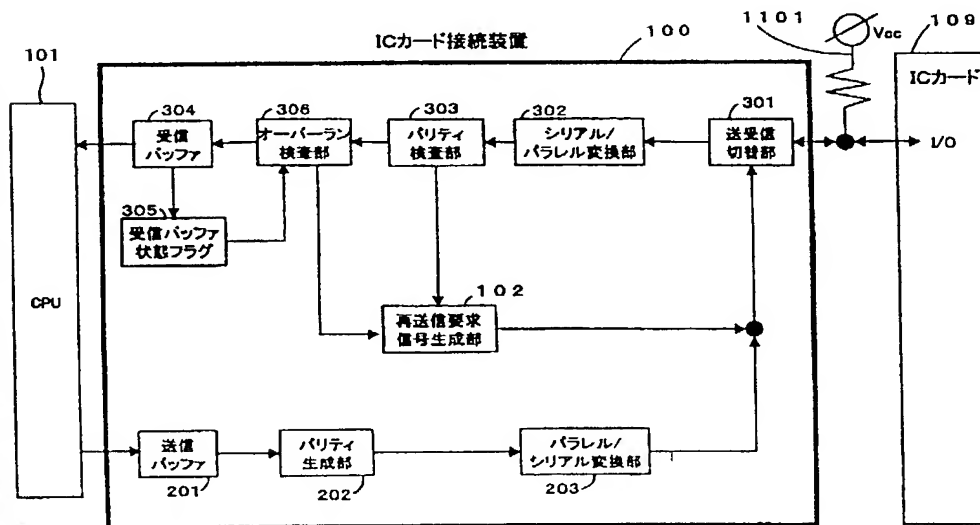 ICカード接続装置
100
1101
Vcc
109
101
ICカード
304
306
303
302
301
受信
バッファ
オーバーラン
検査部
パリティ
検査部
シリアル/
パラレル変換部
送受信
切替部
I/O
305
受信バッファ
状態フラグ
CPU
102
再送信要求
信号生成部
送信
バッファ
パリティ
生成部
パラレル/
シリアル変換部
201
202
203